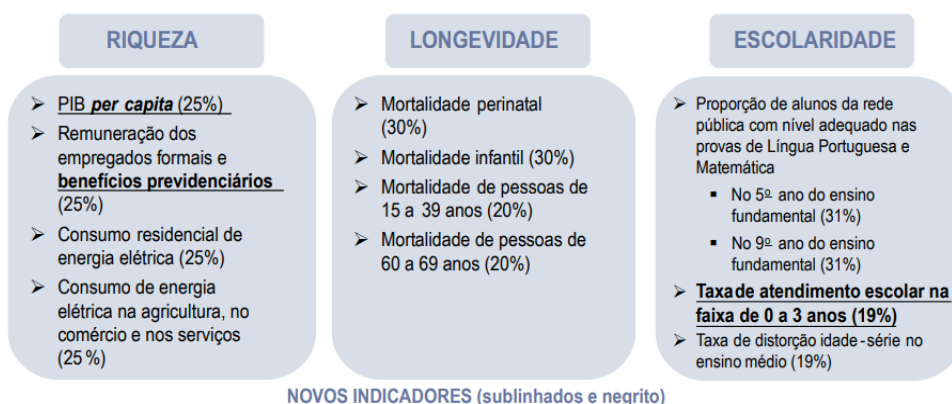 RIQUEZA
➢ PIB per capita (25%)
➢ Remuneração dos
empregados formais e
benefícios previdenciários
(25%)
➢ Consumo residencial de
energia elétrica (25%)
➢ Consumo de energia
elétrica na agricultura, no
comércio e nos serviços
(25 %)
LONGEVIDADE
➢ Mortalidade perinatal
(30%)
➢ Mortalidade infantil (30%)
➢ Mortalidade de pessoas de
15 a 39 anos (20%)
➢ Mortalidade de pessoas de
60 a 69 anos (20%)
ESCOLARIDADE
➢ Proporção de alunos da rede
pública com nível adequado nas
provas de Língua Portuguesa e
Matemática
▪ No 5º ano do ensino
fundamental (31%)
▪ No 9º ano do ensino
fundamental (31%)
➢ Taxa de atendimento escolar na
faixa de 0 a 3 anos (19%)
➢ Taxa de distorção idade-série no
ensino médio (19%)
NOVOS INDICADORES (sublinhados e negrito)